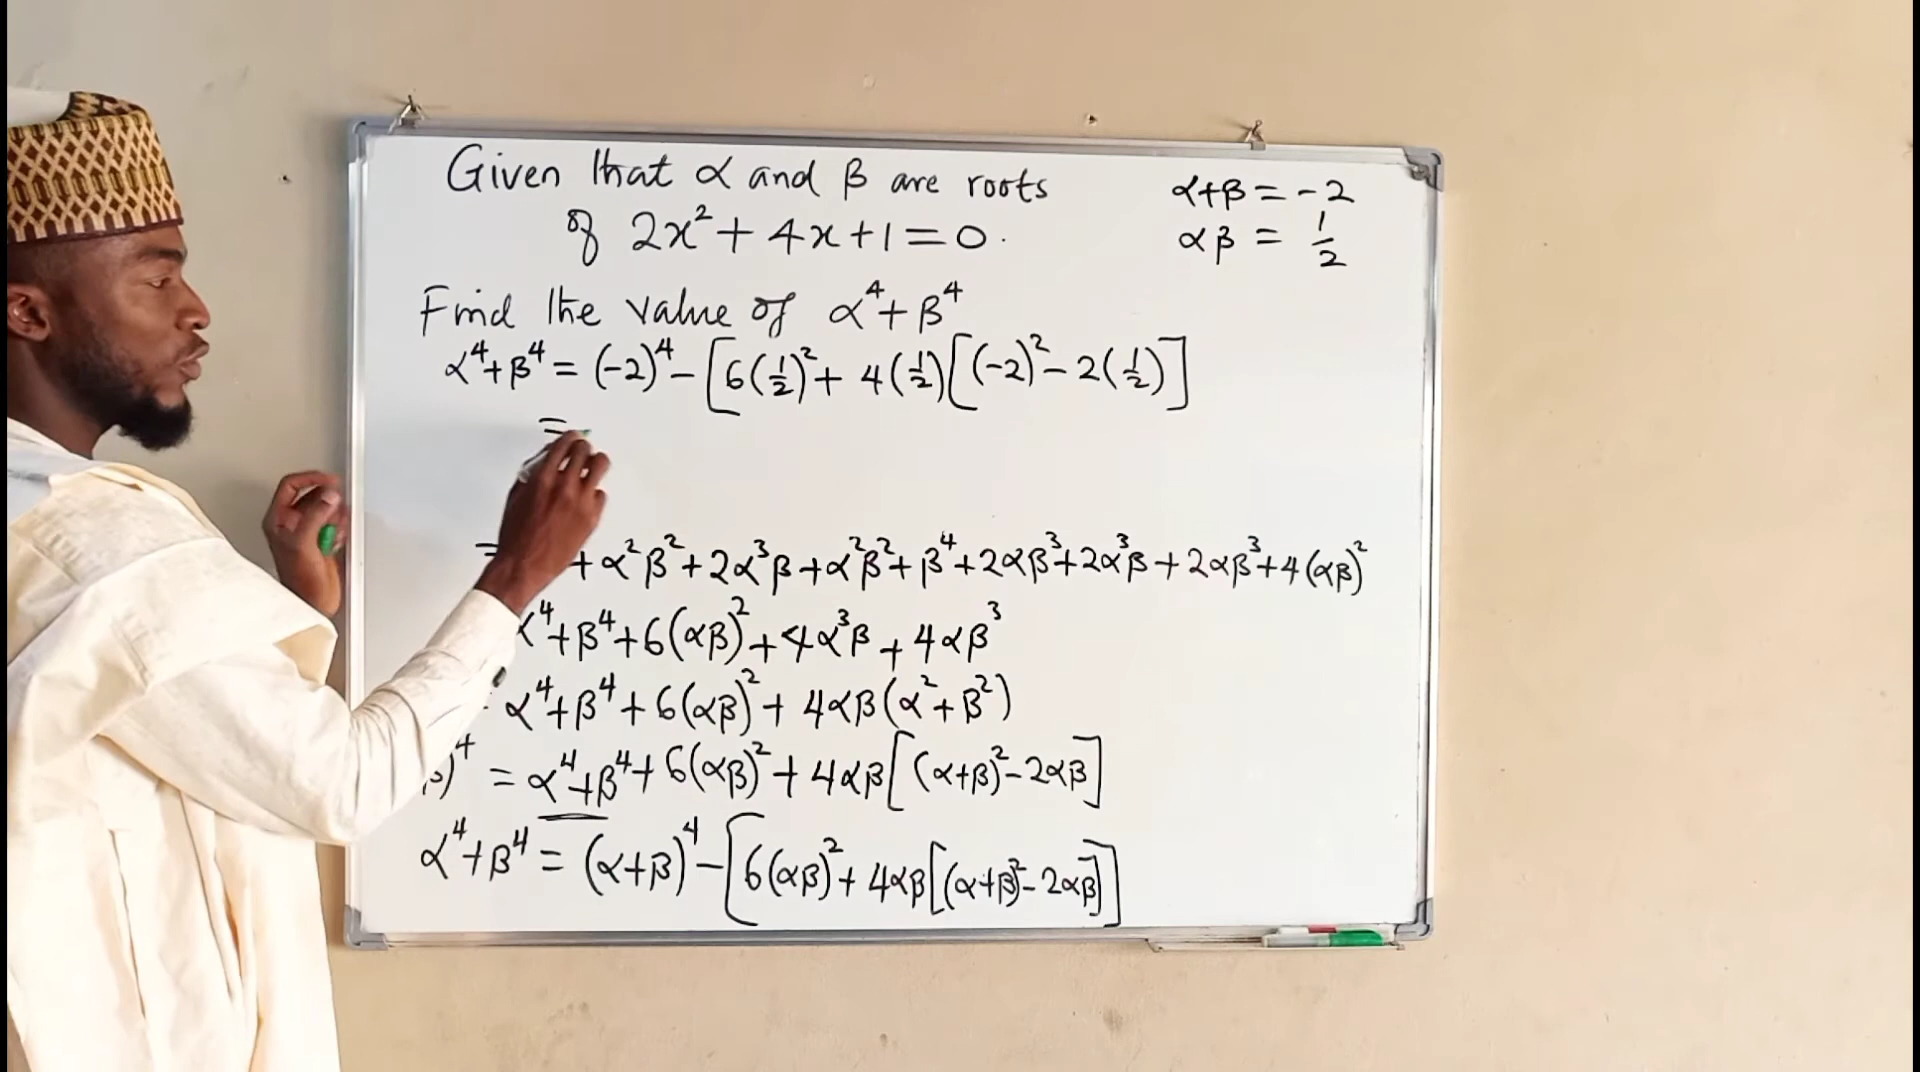 Given that α and β are roots
of 2x² + 4x + 1 = 0.
α+β = -2
αβ = 1/2
Find the value of α⁴ + β⁴
α⁴+β⁴ = (-2)⁴ - [6(1/2)² + 4(1/2)[(-2)² - 2(1/2)]
=
= + α²β² + 2α³β + α²β² + β⁴ + 2αβ³ + 2α³β + 2αβ³ + 4(αβ)²
α⁴ + β⁴ + 6(αβ)² + 4α³β + 4αβ³
α⁴ + β⁴ + 6(αβ)² + 4αβ(α² + β²)
β)⁴ = α⁴+β⁴ + 6(αβ)² + 4αβ[(α+β)² - 2αβ]
α⁴ + β⁴ = (α+β)⁴ - [6(αβ)² + 4αβ[(α+β)² - 2αβ]]